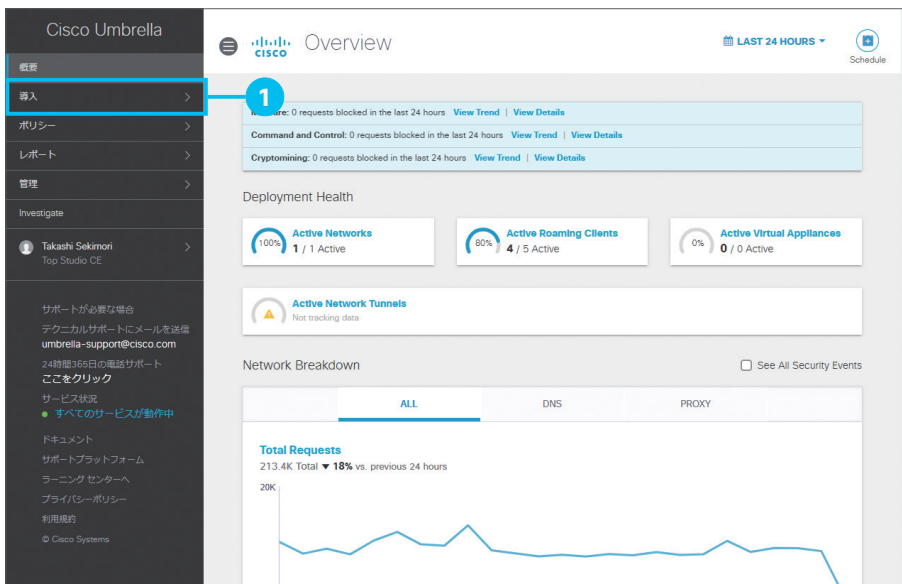 Cisco Umbrella
概要
導入
ポリシー
レポート
管理
Investigate
Takashi Sekimori
Top Studio CE
サポートが必要な場合
テクニカルサポートにメールを送信
umbrella-support@cisco.com
24時間365日の電話サポート
ここをクリック
サービス状況
すべてのサービスが動作中
ドキュメント
サポートプラットフォーム
ラーニング センターへ
プライバシーポリシー
利用規約
© Cisco Systems
1
CISCO
Overview
LAST 24 HOURS
Schedule
0 requests blocked in the last 24 hours View Trend | View Details
Command and Control: 0 requests blocked in the last 24 hours View Trend | View Details
Cryptomining: 0 requests blocked in the last 24 hours View Trend | View Details
Deployment Health
100%
Active Networks
1 / 1 Active
80%
Active Roaming Clients
4 / 5 Active
0%
Active Virtual Appliances
0 / 0 Active
Active Network Tunnels
Not tracking data
Network Breakdown
See All Security Events
ALL DNS PROXY
Total Requests
213.4K Total ▼ 18% vs. previous 24 hours
20K